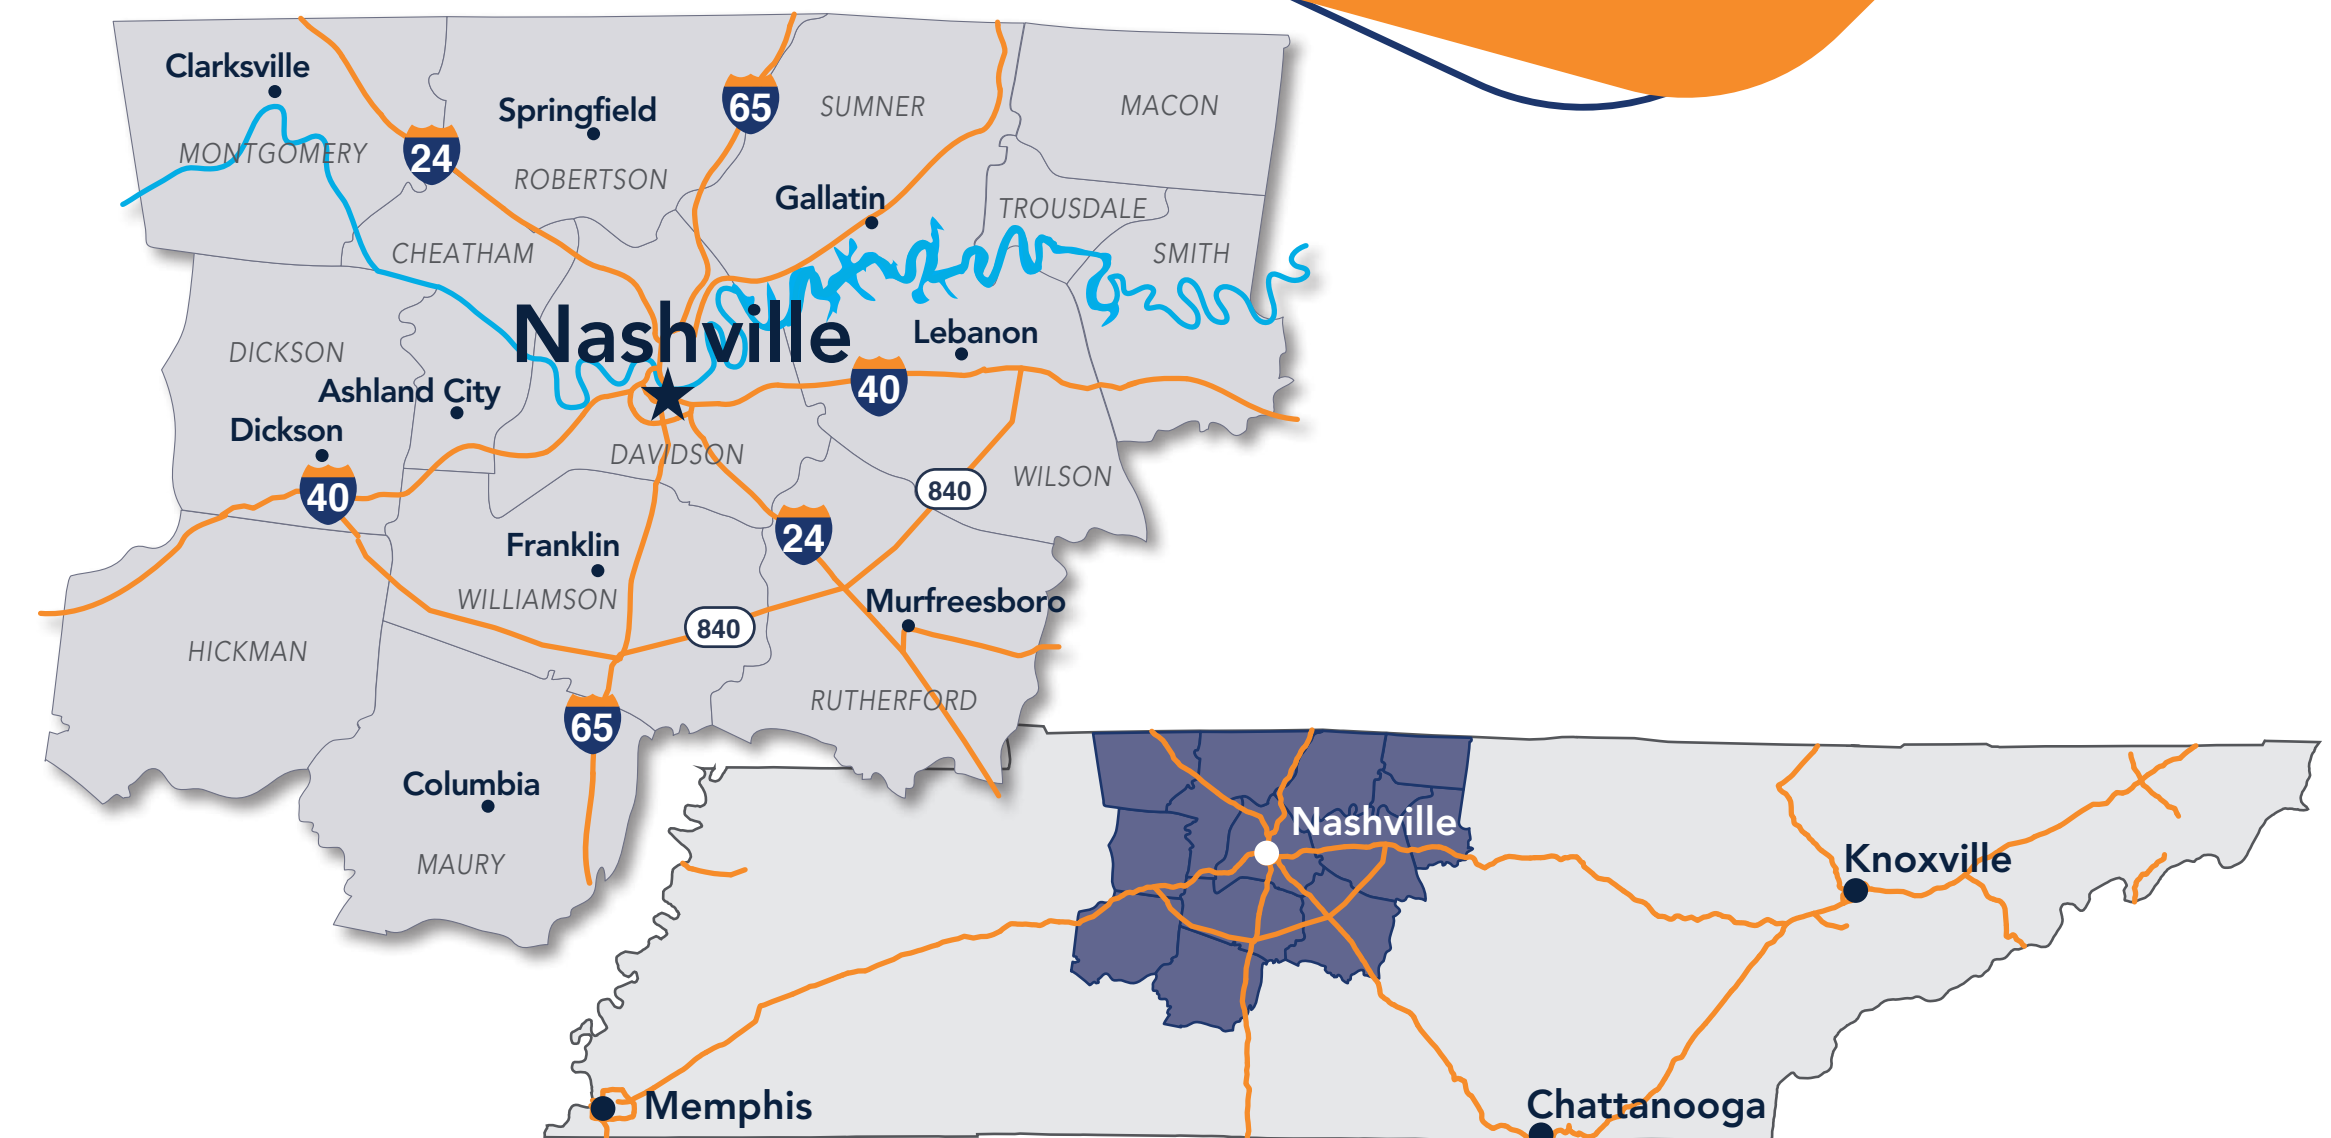 Clarksville
65
Springfield
SUMNER
MACON
MONTGOMERY
24
ROBERTSON
Gallatin
TROUSDALE
CHEATHAM
SMITH
Nashville
Lebanon
DICKSON
Ashland City
40
Dickson
DAVIDSON
WILSON
40
840
24
Franklin
WILLIAMSON
Murfreesboro
840
HICKMAN
RUTHERFORD
65
Columbia
MAURY
Nashville
Knoxville
Memphis
Chattanooga